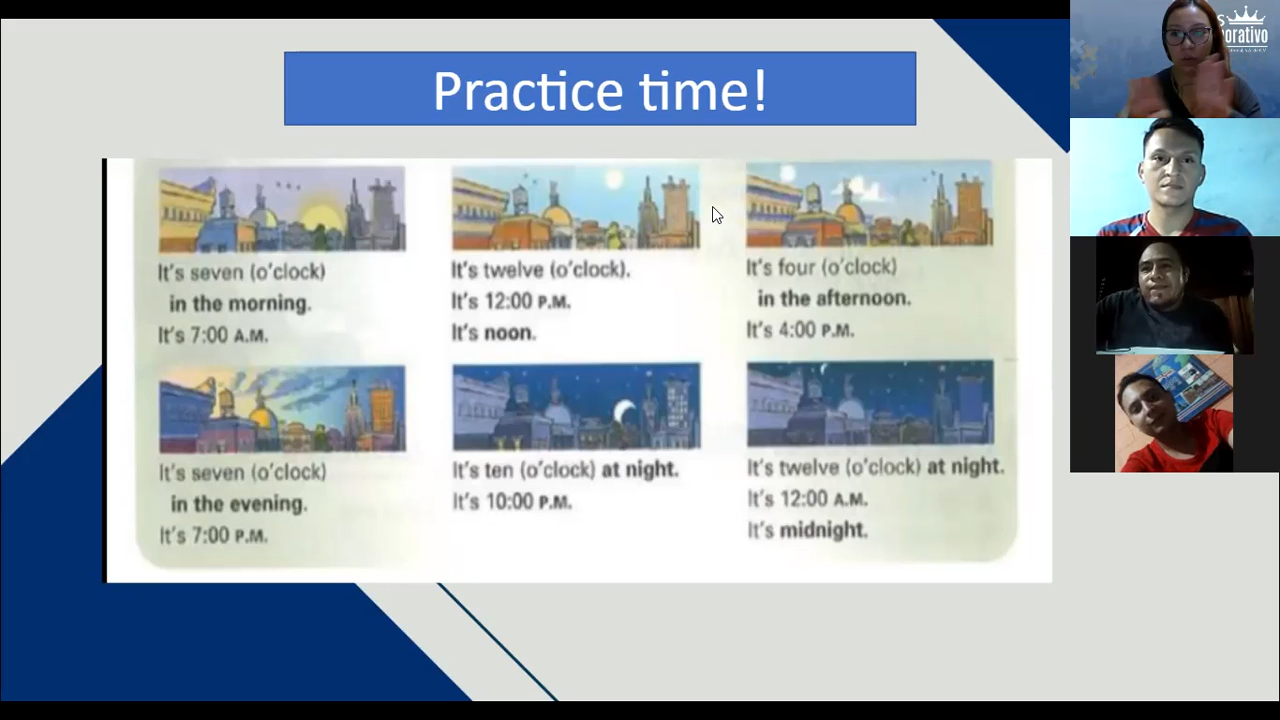 Practice time!
It's seven (o'clock)
in the morning.
It's 7:00 A.M.
It's twelve (o'clock).
It's 12:00 P.M.
It's noon.
It's four (o'clock)
in the afternoon.
It's 4:00 P.M.
It's seven (o'clock)
in the evening.
It's 7:00 P.M.
It's ten (o'clock) at night.
It's 10:00 P.M.
It's twelve (o'clock) at night.
It's 12:00 A.M.
It's midnight.